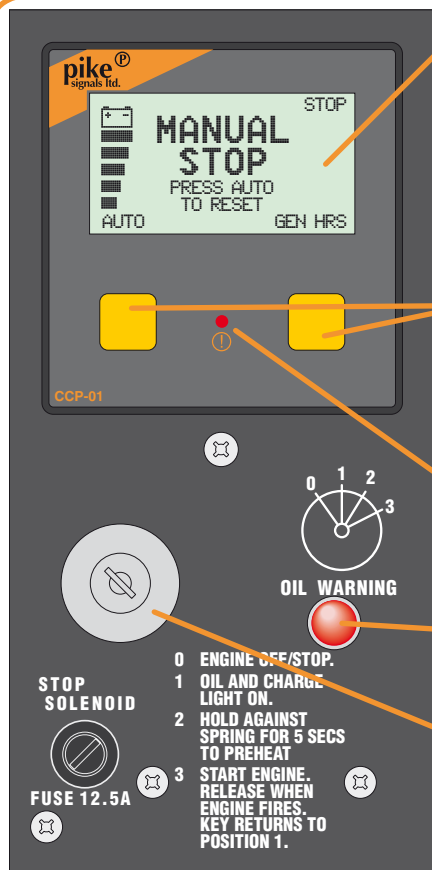 pike P
signals ltd.
STOP
+ -
MANUAL
STOP
PRESS AUTO
TO RESET
AUTO
GEN HRS
!
CCP-01
0 1 2 3
OIL WARNING
0 ENGINE OFF/STOP.
1 OIL AND CHARGE
LIGHT ON.
2 HOLD AGAINST
SPRING FOR 5 SECS
TO PREHEAT
3 START ENGINE.
RELEASE WHEN
ENGINE FIRES.
KEY RETURNS TO
POSITION 1.
STOP
SOLENOID
FUSE 12.5A